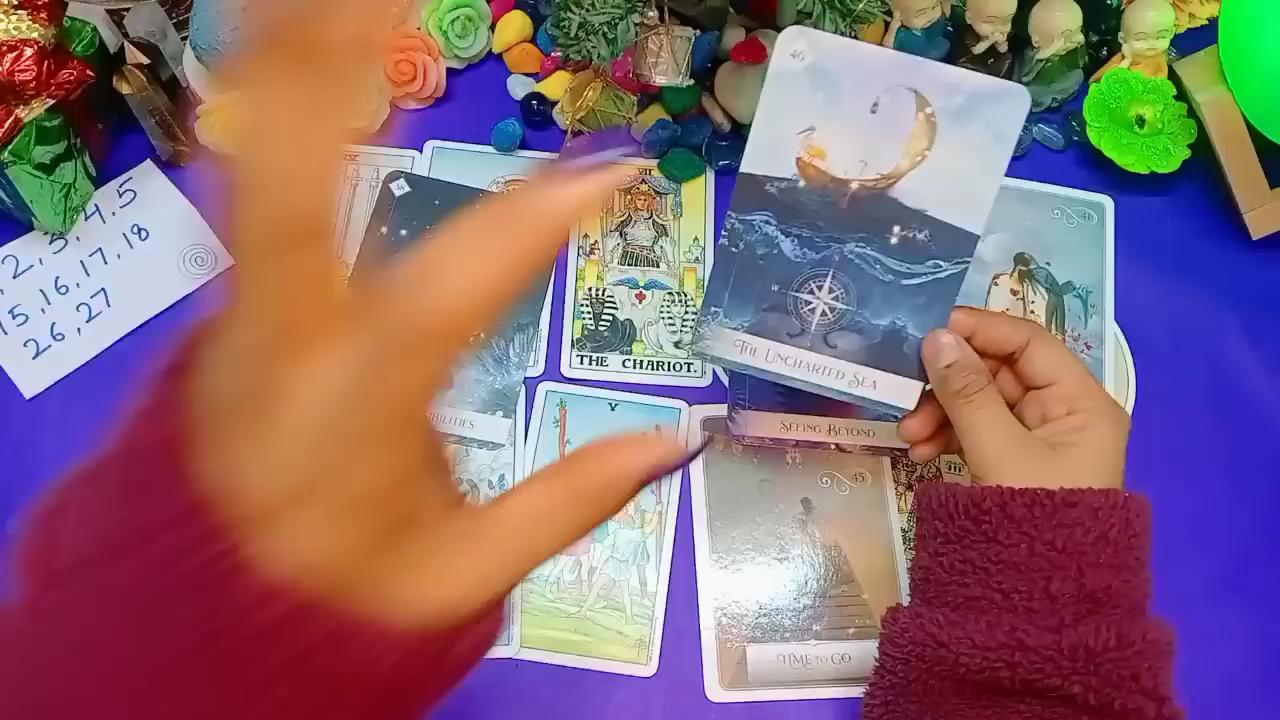 2, 3, 4.5
15, 16, 17, 18
26, 27
VII
THE CHARIOT.
40
THE UNCHARTED SEA
SEEING BEYOND
41
V
45
TIME TO GO